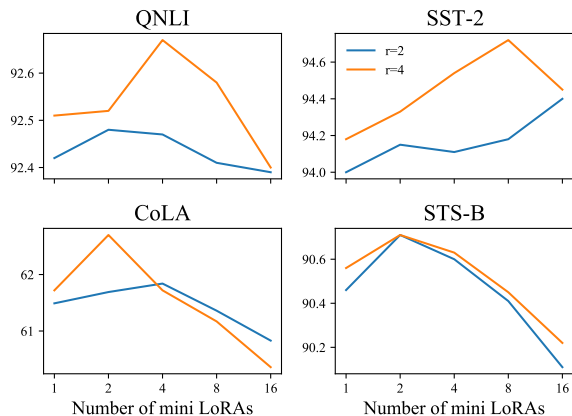 QNLI
92.6
92.5
92.4
SST-2
r=2
r=4
94.6
94.4
94.2
94.0
CoLA
62
61
1 2 4 8 16
Number of mini LoRAs
STS-B
90.6
90.4
90.2
1 2 4 8 16
Number of mini LoRAs